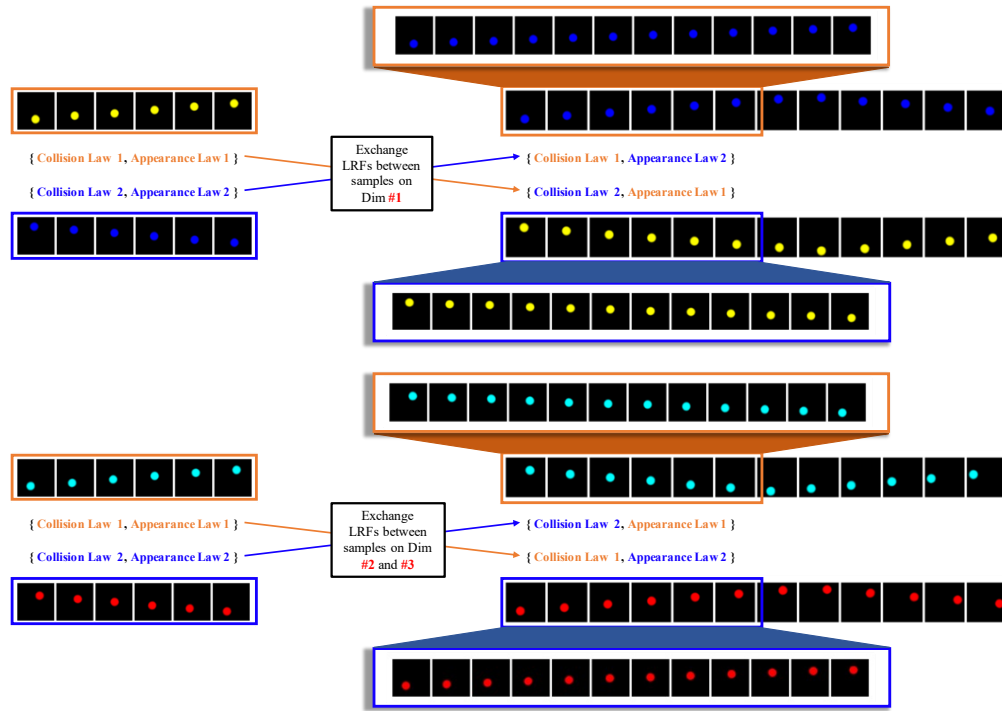 { Collision Law 1, Appearance Law 1 }
{ Collision Law 2, Appearance Law 2 }
Exchange
LRFs between
samples on
Dim #1
{ Collision Law 1, Appearance Law 2 }
{ Collision Law 2, Appearance Law 1 }
{ Collision Law 1, Appearance Law 1 }
{ Collision Law 2, Appearance Law 2 }
Exchange
LRFs between
samples on Dim
#2 and #3
{ Collision Law 2, Appearance Law 1 }
{ Collision Law 1, Appearance Law 2 }